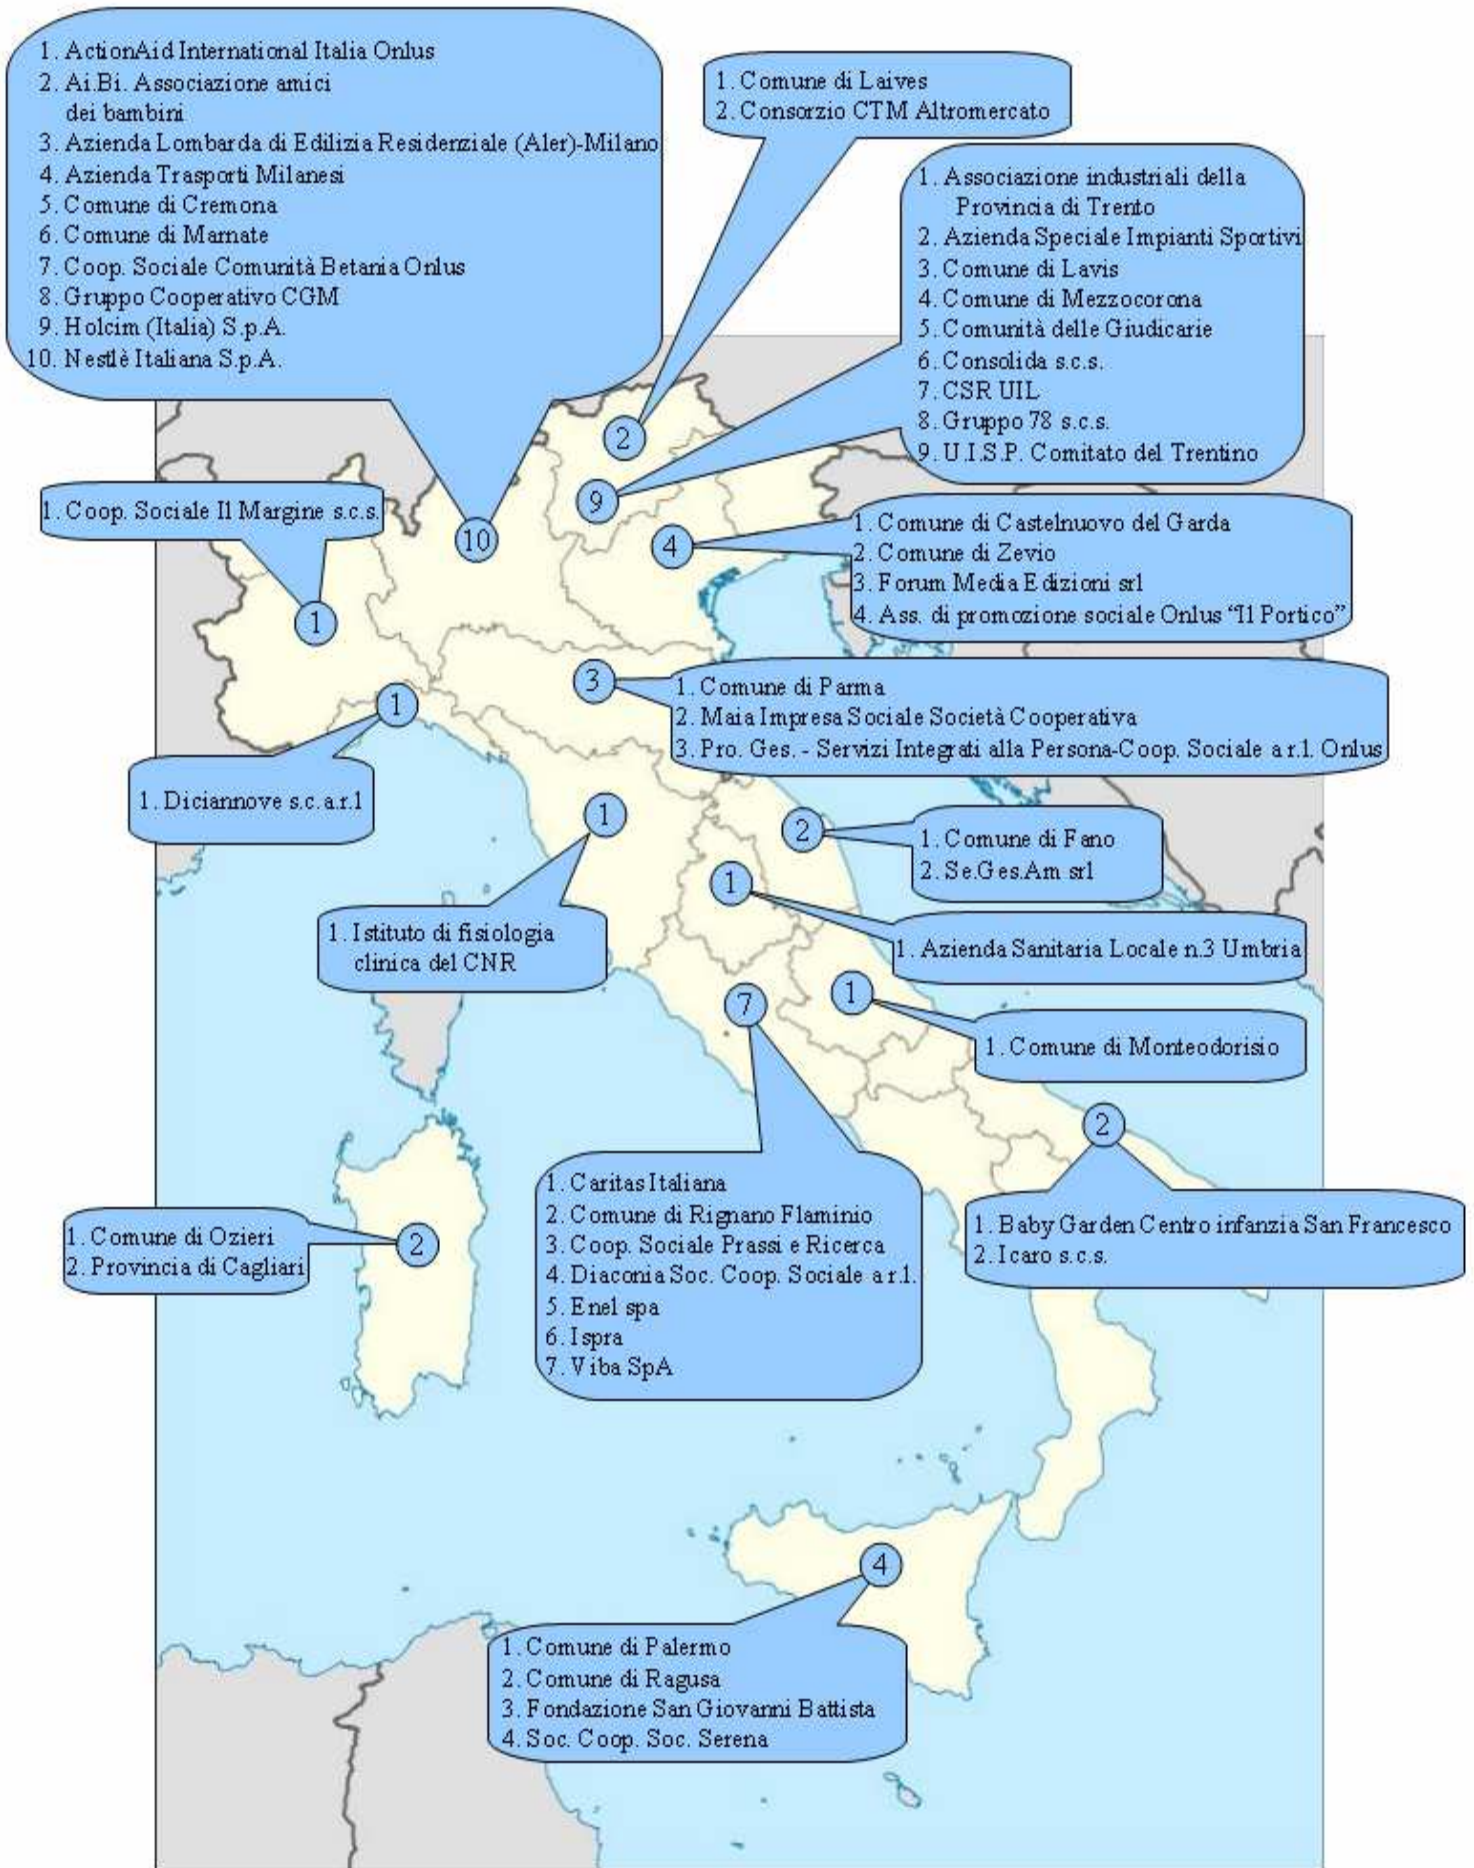 1. ActionAid International Italia Onlus
2. Ai.Bi. Associazione amici
dei bambini
3. Azienda Lombarda di Edilizia Residenziale (Aler)-Milano
4. Azienda Trasporti Milanesi
5. Comune di Cremona
6. Comune di Marnate
7. Coop. Sociale Comunità Betania Onlus
8. Gruppo Cooperativo CGM
9. Holcim (Italia) S.p.A.
10. Nestlè Italiana S.p.A.
1. Comune di Laives
2. Consorzio CTM Altromercato
1. Associazione industriali della
Provincia di Trento
2. Azienda Speciale Impianti Sportivi
3. Comune di Lavis
4. Comune di Mezzocorona
5. Comunità delle Giudicarie
6. Consolida s.c.s.
7. CSR UIL
8. Gruppo 78 s.c.s.
9. U.I.S.P. Comitato del Trentino
2
9
10
4
1. Coop. Sociale Il Margine s.c.s.
1
1. Comune di Castelnuovo del Garda
2. Comune di Zevio
3. Forum Media Edizioni srl
4. Ass. di promozione sociale Onlus “Il Portico”
3
1. Comune di Parma
2. Maia Impresa Sociale Società Cooperativa
3. Pro. Ges. - Servizi Integrati alla Persona-Coop. Sociale a r.l. Onlus
1
1. Diciannove s.c.a.r.l
1
2
1. Comune di Fano
2. Se.Ges.Am srl
1
1. Istituto di fisiologia
clinica del CNR
1. Azienda Sanitaria Locale n.3 Umbria
7
1
1. Comune di Monteodorisio
2
1. Caritas Italiana
2. Comune di Rignano Flaminio
3. Coop. Sociale Prassi e Ricerca
4. Diaconia Soc. Coop. Sociale a r.l.
5. Enel spa
6. Ispra
7. Viba SpA
1. Baby Garden Centro infanzia San Francesco
2. Icaro s.c.s.
1. Comune di Ozieri
2. Provincia di Cagliari
2
4
1. Comune di Palermo
2. Comune di Ragusa
3. Fondazione San Giovanni Battista
4. Soc. Coop. Soc. Serena